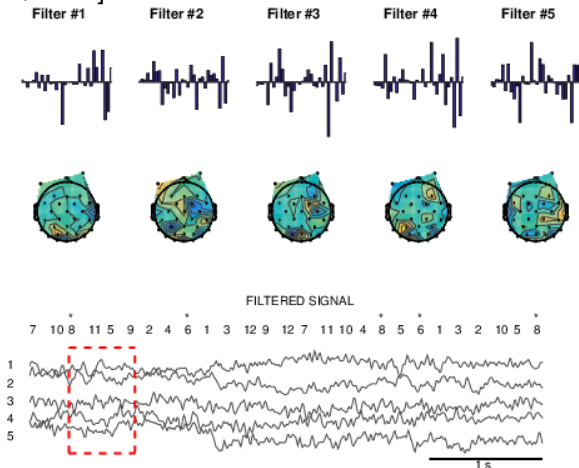 Filter #1 Filter #2 Filter #3 Filter #4 Filter #5
FILTERED SIGNAL
* * * * *
7 10 8 11 5 9 2 4 6 1 3 12 9 12 7 11 10 4 8 5 6 1 3 2 10 5 8
1
2
3
4
5
1 s